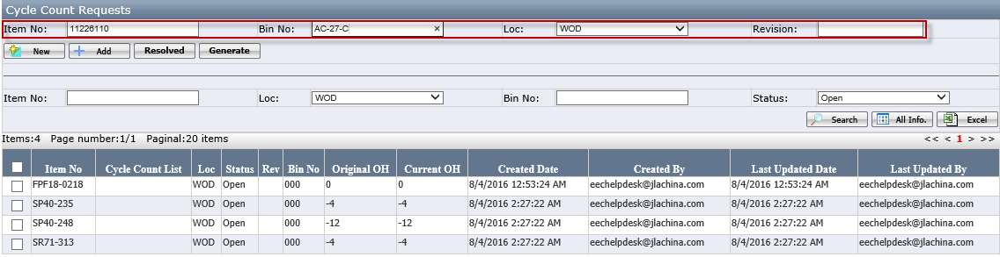 Cycle Count Requests
Item No: 11226110 Bin No: AC-27-C × Loc: WOD Revision:
New Add Resolved Generate
Item No: Loc: WOD Bin No: Status: Open
Search All Info. Excel
Items:4 Page number:1/1 Paginal:20 items << < 1 > >>
Item No Cycle Count List Loc Status Rev Bin No Original OH Current OH Created Date Created By Last Updated Date Last Updated By
FPF18-0218 WOD Open 000 0 0 8/4/2016 12:53:24 AM eechelpdesk@jlachina.com 8/4/2016 12:53:24 AM eechelpdesk@jlachina.com
SP40-235 WOD Open 000 -4 -4 8/4/2016 2:27:22 AM eechelpdesk@jlachina.com 8/4/2016 2:27:22 AM eechelpdesk@jlachina.com
SP40-248 WOD Open 000 -12 -12 8/4/2016 2:27:22 AM eechelpdesk@jlachina.com 8/4/2016 2:27:22 AM eechelpdesk@jlachina.com
SR71-313 WOD Open 000 -4 -4 8/4/2016 2:27:22 AM eechelpdesk@jlachina.com 8/4/2016 2:27:22 AM eechelpdesk@jlachina.com